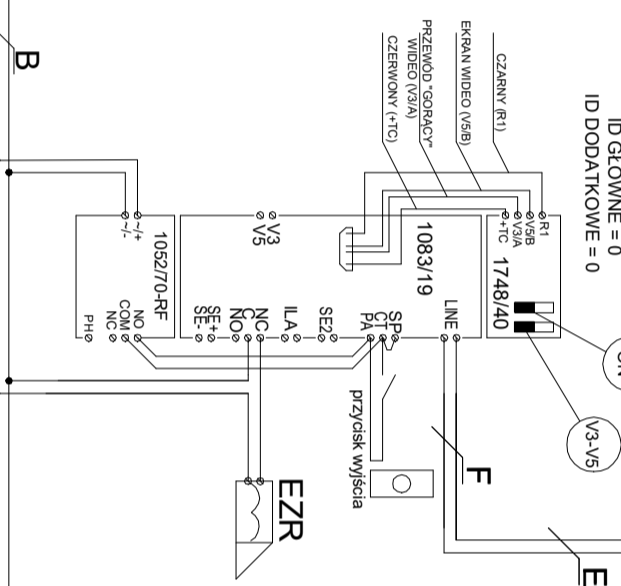 ID GŁÓWNE = 0
ID DODATKOWE = 0
CZARNY (R1)
EKRAN WIDEO (V5/B)
PRZEWÓD "GORĄCY"
WIDEO (V3/A)
CZERWONY (+TC)
R1
V5/B
V3/A
+TC
1748/40
V3-V5
1083/19
LINE
V3
V5
SP
CT
PA
SE2
ILA
NC
C
NO
SE+
SE-
1052/70-RF
~/+
~/-
NO
COM
NC
PH
przycisk wyjścia
EZR
B
F
E